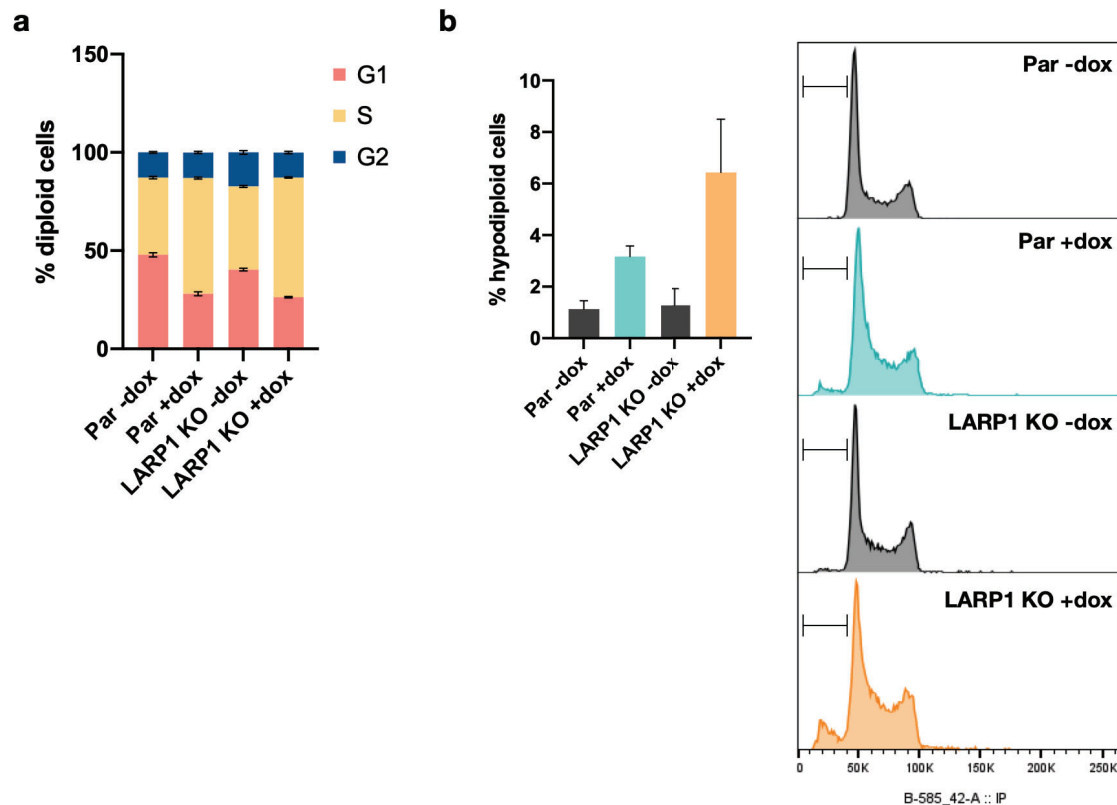 a
150
100
50
0
% diploid cells
G1
S
G2
Par -dox
Par +dox
LARP1 KO -dox
LARP1 KO +dox
b
10
8
6
4
2
0
% hypodiploid cells
Par -dox
Par +dox
LARP1 KO -dox
LARP1 KO +dox
Par -dox
Par +dox
LARP1 KO -dox
LARP1 KO +dox
0 50K 100K 150K 200K 250K
B-585_42-A :: IP